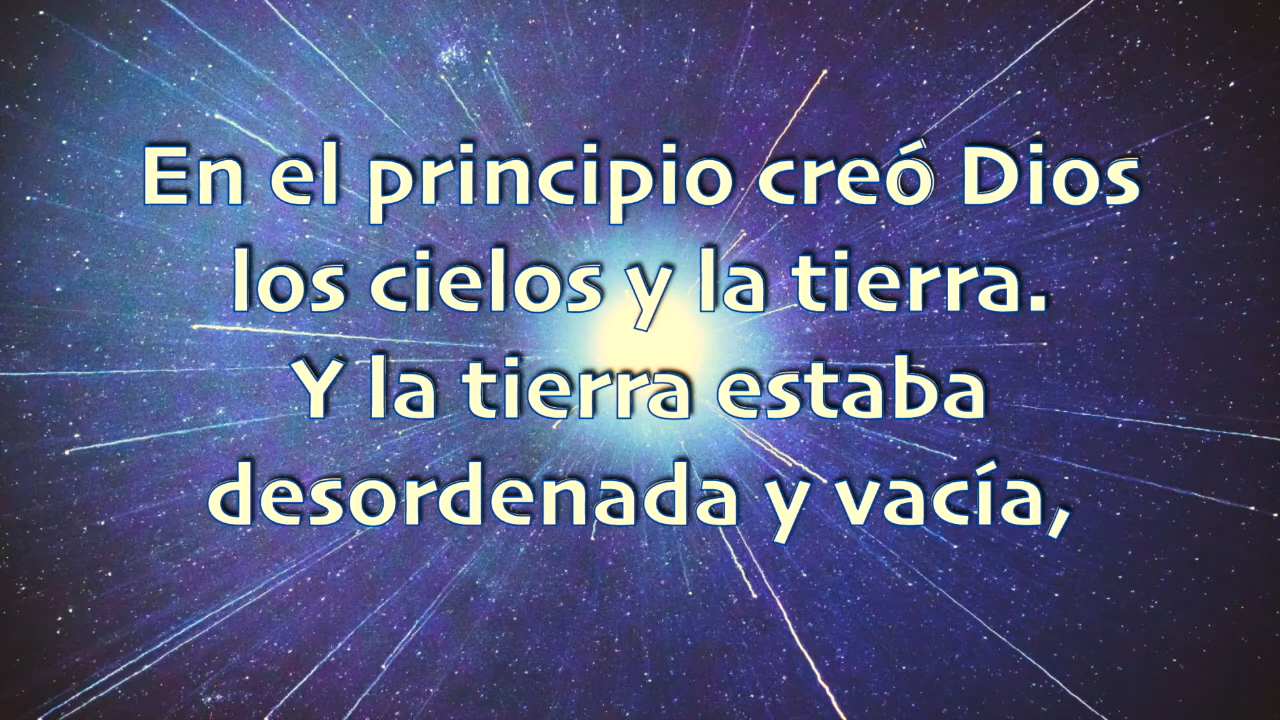 En el principio creó Dios
los cielos y la tierra.
Y la tierra estaba
desordenada y vacía,